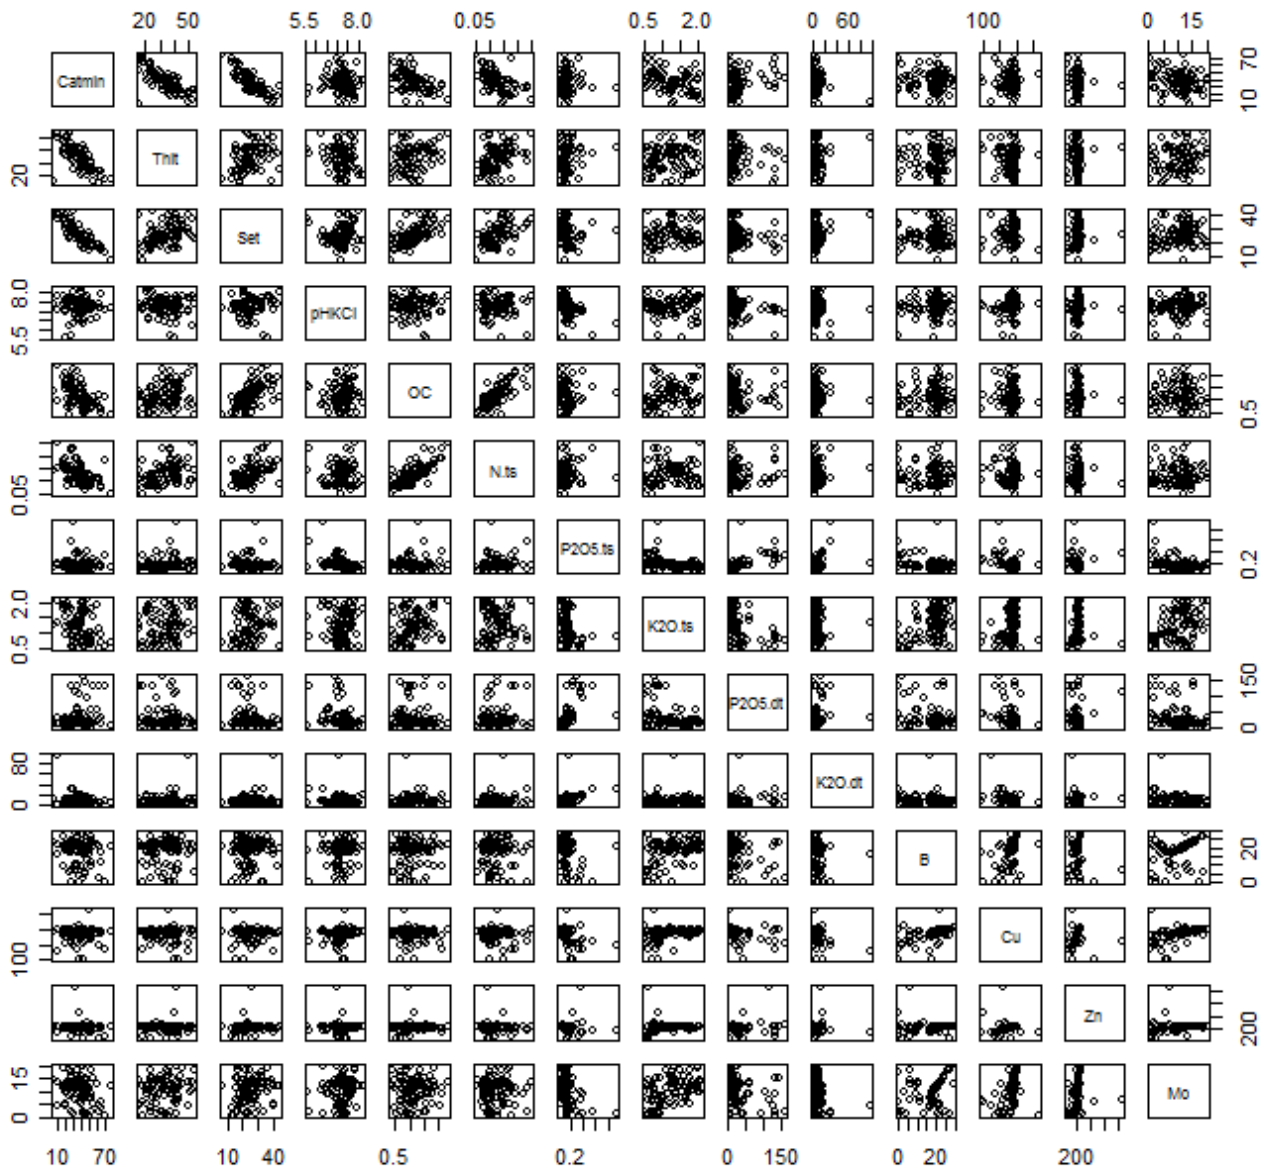 20 50 5.5 8.0 0.05 0.5 2.0 0 60 100 0 15
Catmin 10 70
20 Thit
Set 10 40
5.5 8.0 pHKCl
OC 0.5
0.05 N.ts
P2O5.ts 0.2
0.5 2.0 K2O.ts
P2O5.dt 0 150
0 80 K2O.dt
B 0 20
100 Cu
Zn 200
0 15 Mo
10 70 10 40 0.5 0.2 0 150 0 20 200